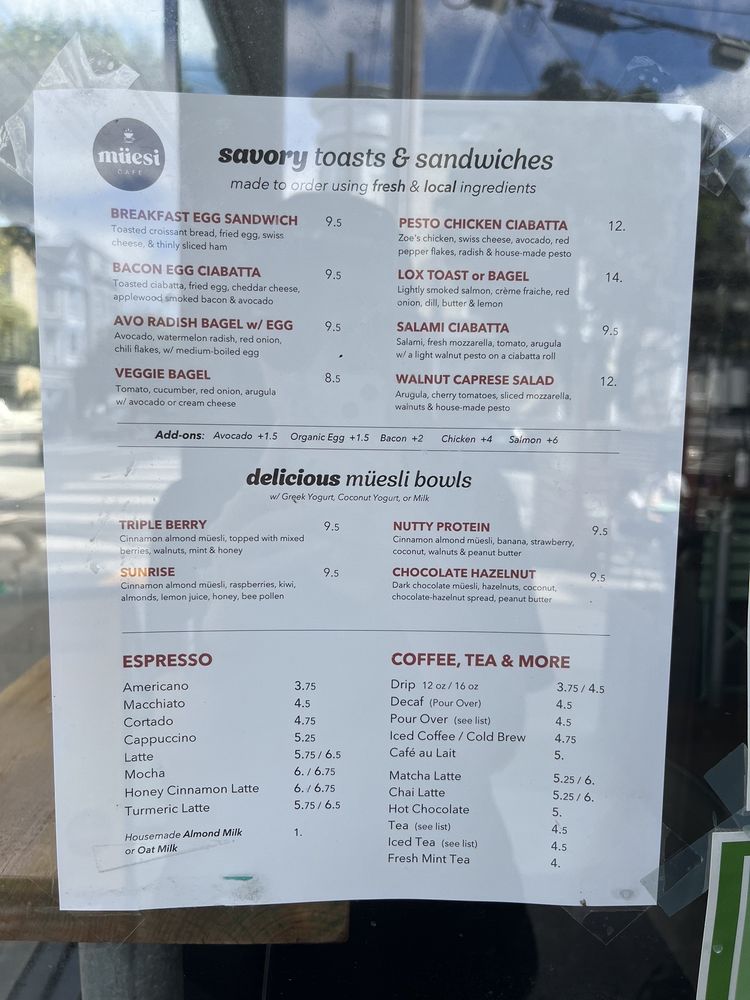 müesi
CAFE
savory toasts & sandwiches
made to order using fresh & local ingredients
BREAKFAST EGG SANDWICH 9.5
Toasted croissant bread, fried egg, swiss
cheese, & thinly sliced ham
BACON EGG CIABATTA 9.5
Toasted ciabatta, fried egg, cheddar cheese,
applewood smoked bacon & avocado
AVO RADISH BAGEL w/ EGG 9.5
Avocado, watermelon radish, red onion,
chili flakes, w/ medium-boiled egg
VEGGIE BAGEL 8.5
Tomato, cucumber, red onion, arugula
w/ avocado or cream cheese
PESTO CHICKEN CIABATTA 12.
Zoe's chicken, swiss cheese, avocado, red
pepper flakes, radish & house-made pesto
LOX TOAST or BAGEL 14.
Lightly smoked salmon, crème fraiche, red
onion, dill, butter & lemon
SALAMI CIABATTA 9.5
Salami, fresh mozzarella, tomato, arugula
w/ a light walnut pesto on a ciabatta roll
WALNUT CAPRESE SALAD 12.
Arugula, cherry tomatoes, sliced mozzarella,
walnuts & house-made pesto
Add-ons: Avocado +1.5 Organic Egg +1.5 Bacon +2 Chicken +4 Salmon +6
delicious müesli bowls
w/ Greek Yogurt, Coconut Yogurt, or Milk
TRIPLE BERRY 9.5
Cinnamon almond müesli, topped with mixed
berries, walnuts, mint & honey
SUNRISE 9.5
Cinnamon almond müesli, raspberries, kiwi,
almonds, lemon juice, honey, bee pollen
NUTTY PROTEIN 9.5
Cinnamon almond müesli, banana, strawberry,
coconut, walnuts & peanut butter
CHOCOLATE HAZELNUT 9.5
Dark chocolate müesli, hazelnuts, coconut,
chocolate-hazelnut spread, peanut butter
ESPRESSO
Americano 3.75
Macchiato 4.5
Cortado 4.75
Cappuccino 5.25
Latte 5.75 / 6.5
Mocha 6. / 6.75
Honey Cinnamon Latte 6. / 6.75
Turmeric Latte 5.75 / 6.5
Housemade Almond Milk 1.
or Oat Milk
COFFEE, TEA & MORE
Drip 12 oz / 16 oz 3.75 / 4.5
Decaf (Pour Over) 4.5
Pour Over (see list) 4.5
Iced Coffee / Cold Brew 4.75
Café au Lait 5.
Matcha Latte 5.25 / 6.
Chai Latte 5.25 / 6.
Hot Chocolate 5.
Tea (see list) 4.5
Iced Tea (see list) 4.5
Fresh Mint Tea 4.